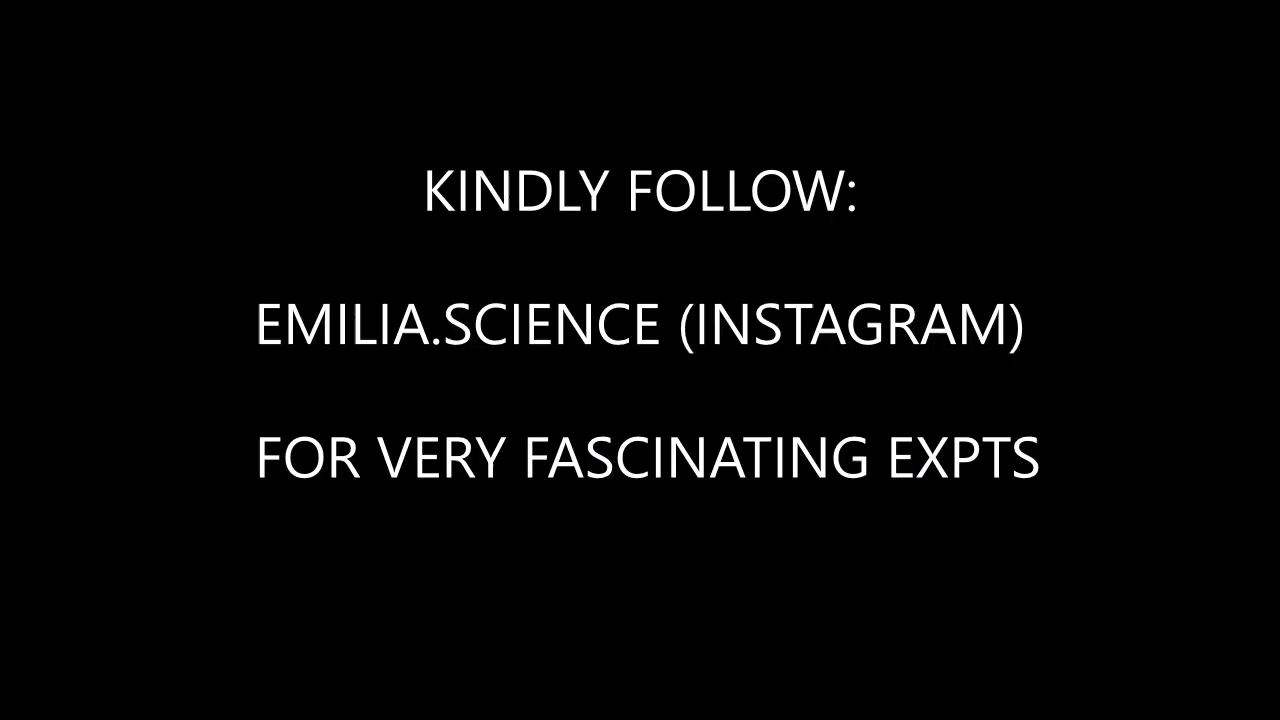 KINDLY FOLLOW:
EMILIA.SCIENCE (INSTAGRAM)
FOR VERY FASCINATING EXPTS